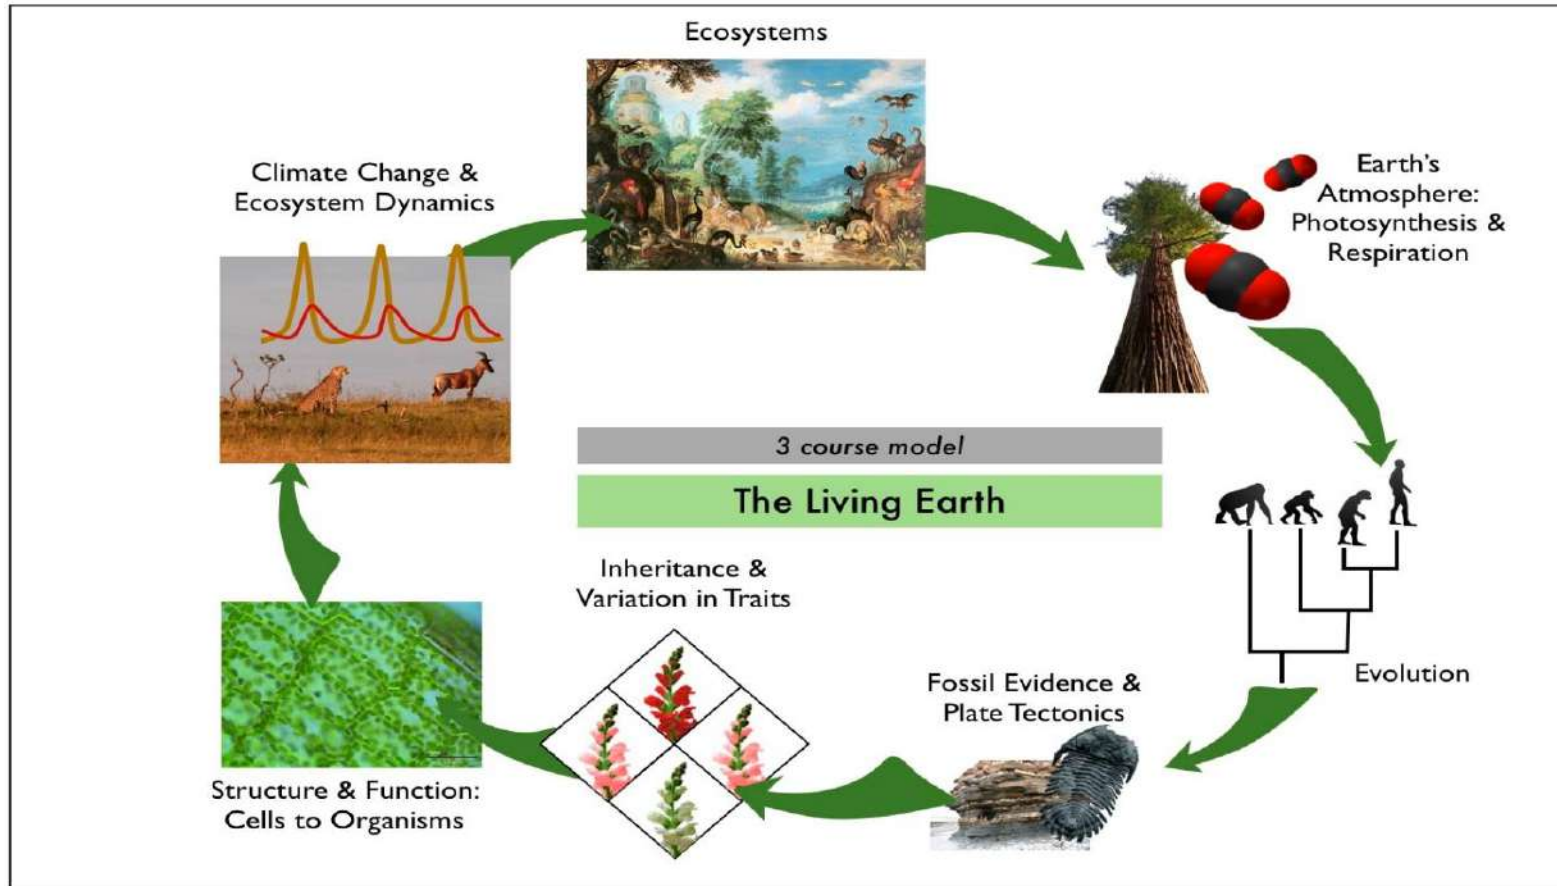 Ecosystems
Climate Change &
Ecosystem Dynamics
Earth's
Atmosphere:
Photosynthesis &
Respiration
3 course model
The Living Earth
Inheritance &
Variation in Traits
Fossil Evidence &
Plate Tectonics
Evolution
Structure & Function:
Cells to Organisms